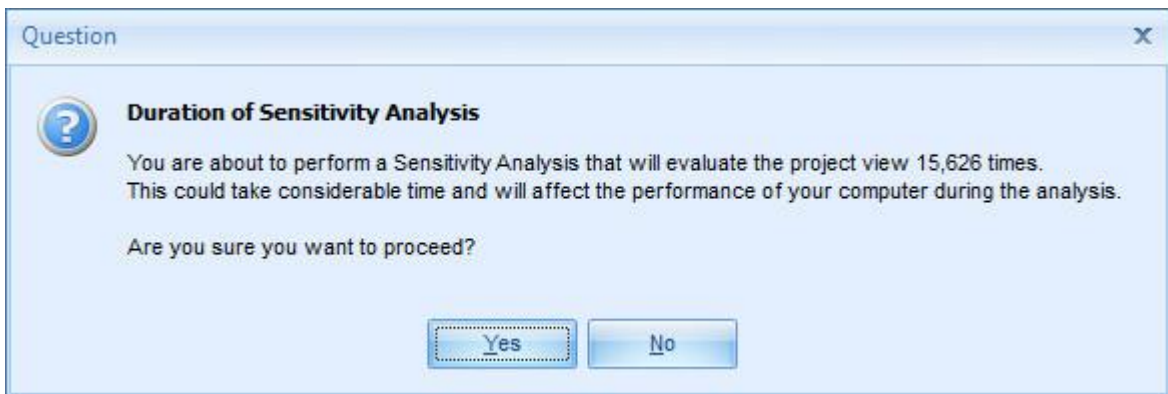 Question
Duration of Sensitivity Analysis
You are about to perform a Sensitivity Analysis that will evaluate the project view 15,626 times.
This could take considerable time and will affect the performance of your computer during the analysis.
Are you sure you want to proceed?
Yes No